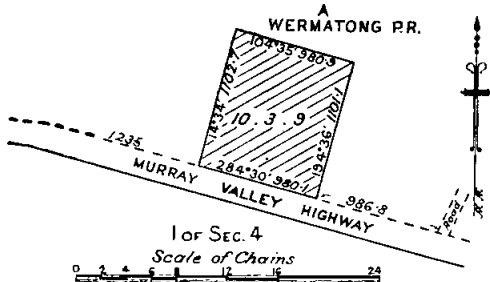 A
WERMATONG P.R.
104°35' 980·9
14°34' 1102·7
10 . 3 . 9
194°36' 1101·1
284°30' 980·1
1235
986·8
MURRAY VALLEY HIGHWAY
Road
1 OF SEC. 4
Scale of Chains
0 2 4 6 8 12 16 24